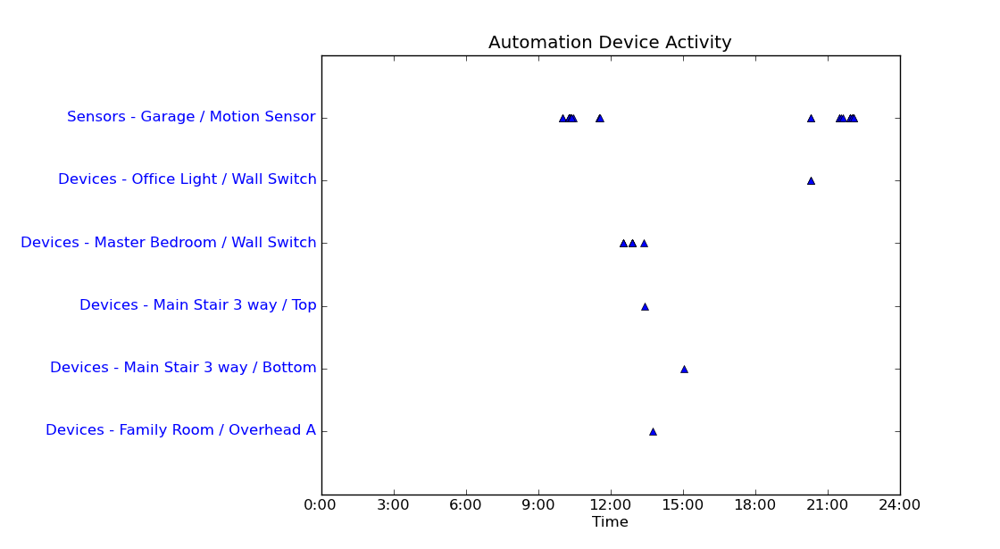 Automation Device Activity
Sensors - Garage / Motion Sensor
Devices - Office Light / Wall Switch
Devices - Master Bedroom / Wall Switch
Devices - Main Stair 3 way / Top
Devices - Main Stair 3 way / Bottom
Devices - Family Room / Overhead A
0:00 3:00 6:00 9:00 12:00 15:00 18:00 21:00 24:00
Time